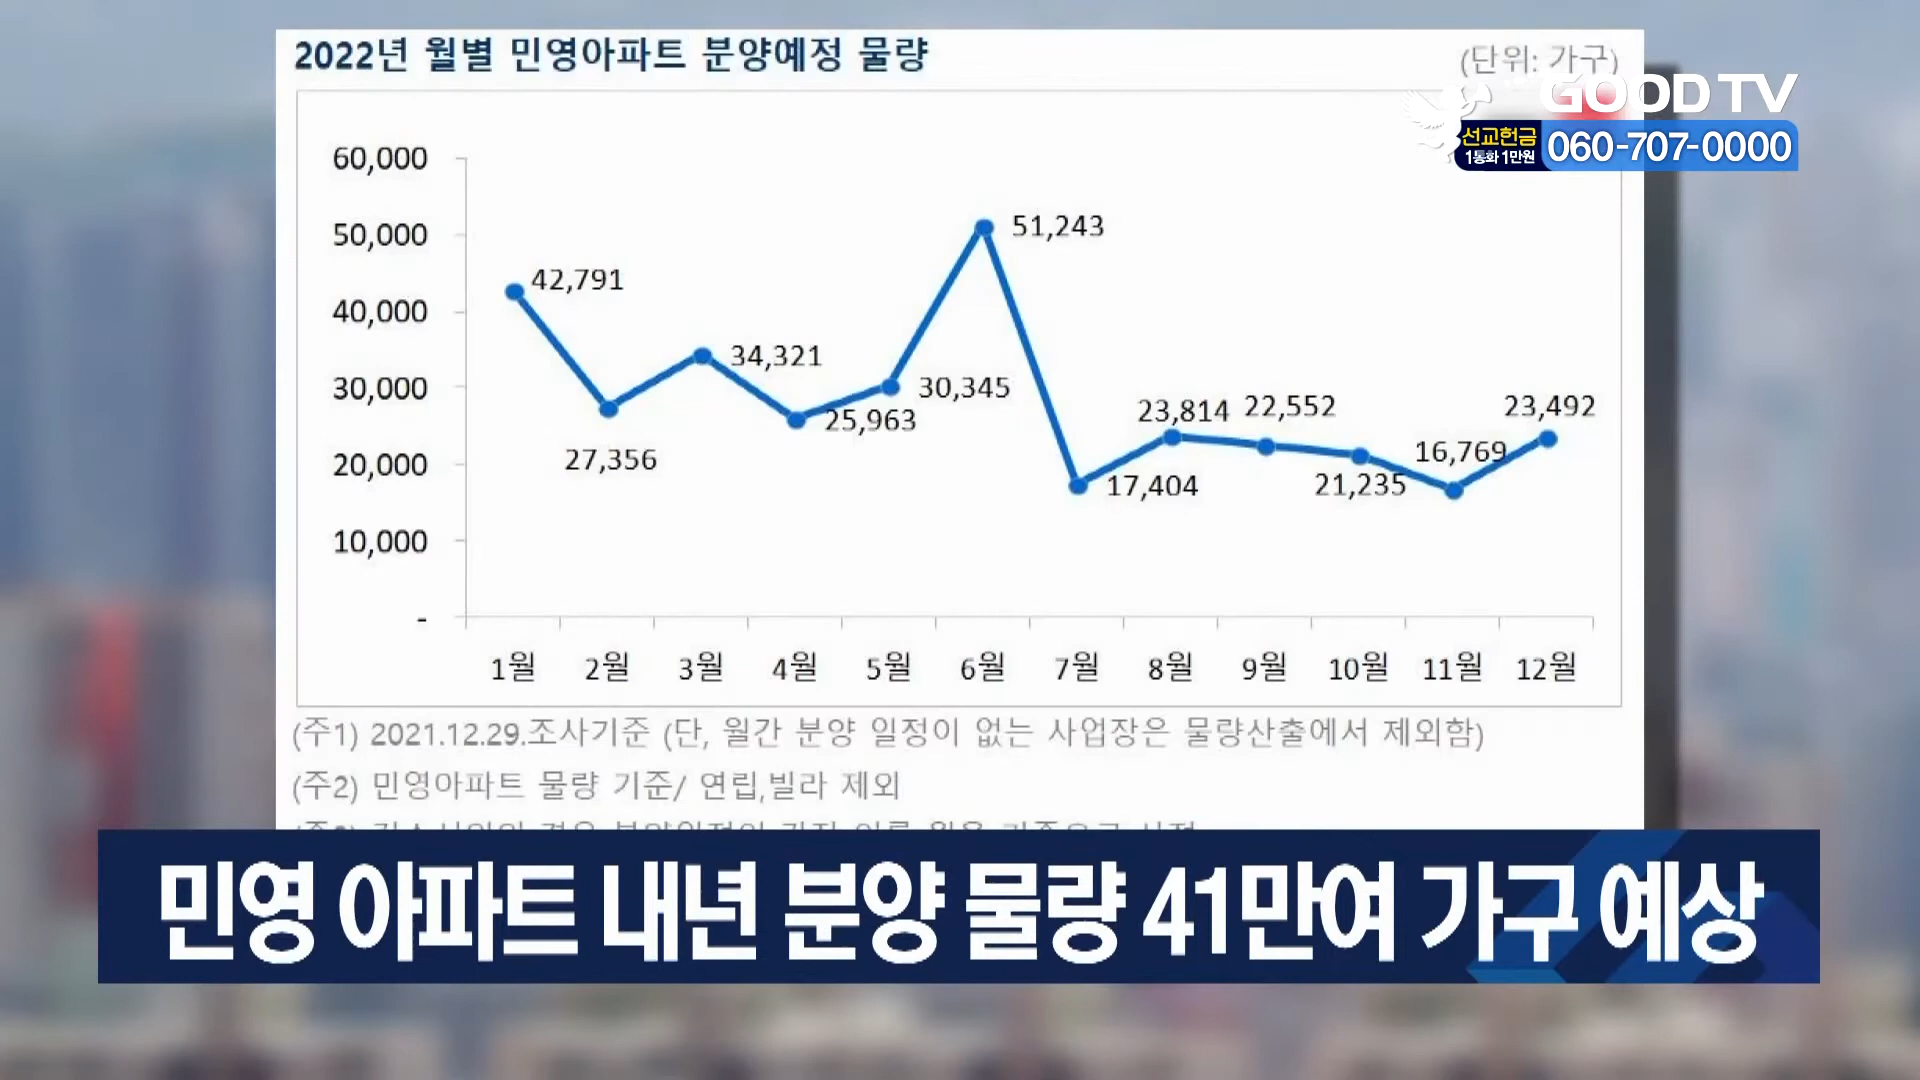 2022년 월별 민영아파트 분양예정 물량
(단위: 가구)
GOODTV
선교헌금
1통화 1만원
060-707-0000
60,000
50,000
40,000
30,000
20,000
10,000
-
42,791
27,356
34,321
25,963
30,345
51,243
17,404
23,814
22,552
21,235
16,769
23,492
1월 2월 3월 4월 5월 6월 7월 8월 9월 10월 11월 12월
(주1) 2021.12.29.조사기준 (단, 월간 분양 일정이 없는 사업장은 물량산출에서 제외함)
(주2) 민영아파트 물량 기준/ 연립,빌라 제외
민영 아파트 내년 분양 물량 41만여 가구 예상